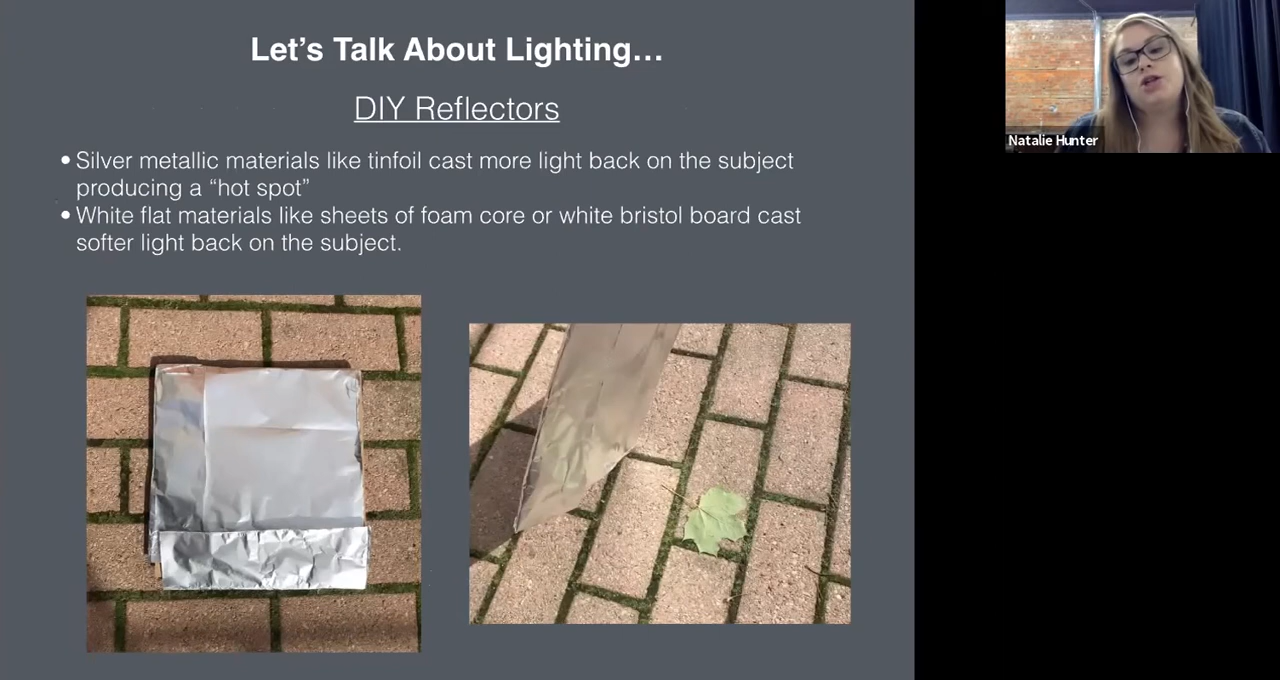 Let’s Talk About Lighting…
DIY Reflectors
• Silver metallic materials like tinfoil cast more light back on the subject
producing a “hot spot”
• White flat materials like sheets of foam core or white bristol board cast
softer light back on the subject.
Natalie Hunter